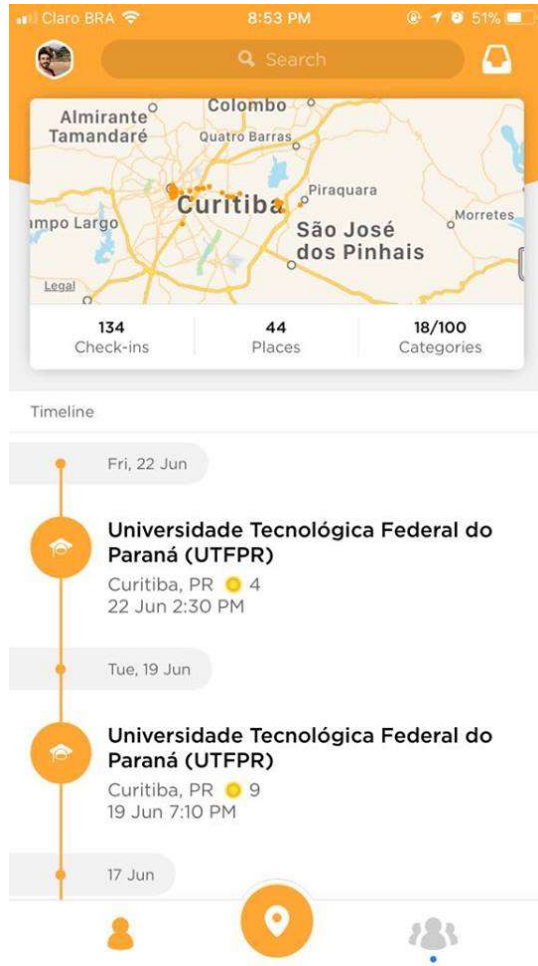 Claro BRA 8:53 PM 51%
Search
Almirante
Tamandaré
Colombo
Quatro Barras
Piraquara
Curitiba
mpo Largo
São José
dos Pinhais
Morretes
Legal
134 44 18/100
Check-ins Places Categories
Timeline
Fri, 22 Jun
Universidade Tecnológica Federal do
Paraná (UTFPR)
Curitiba, PR 4
22 Jun 2:30 PM
Tue, 19 Jun
Universidade Tecnológica Federal do
Paraná (UTFPR)
Curitiba, PR 9
19 Jun 7:10 PM
17 Jun